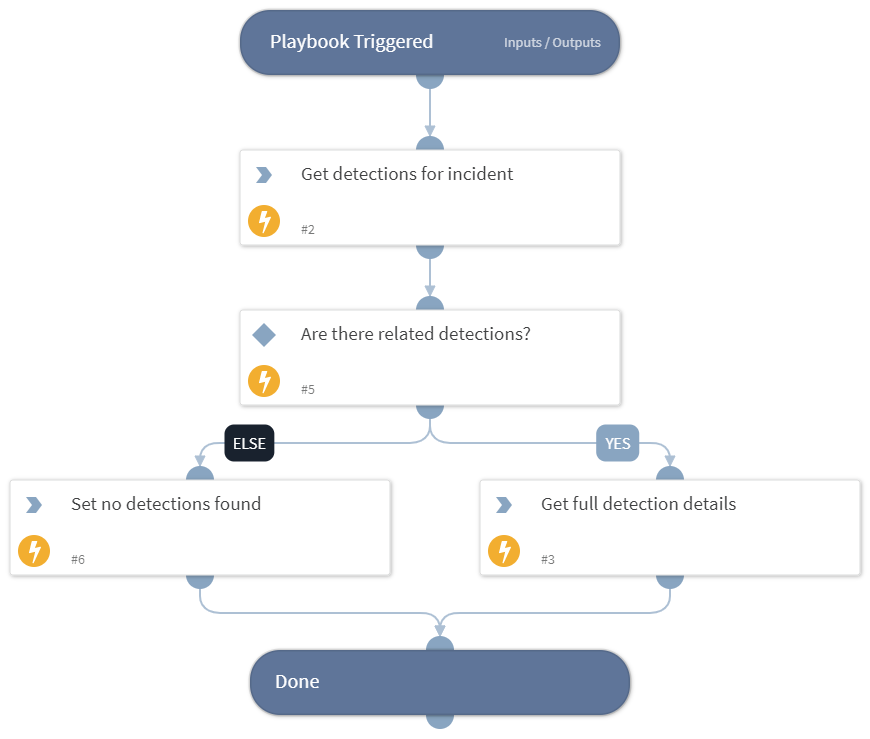 Playbook Triggered Inputs / Outputs
Get detections for incident
#2
Are there related detections?
#5
ELSE YES
Set no detections found
#6
Get full detection details
#3
Done